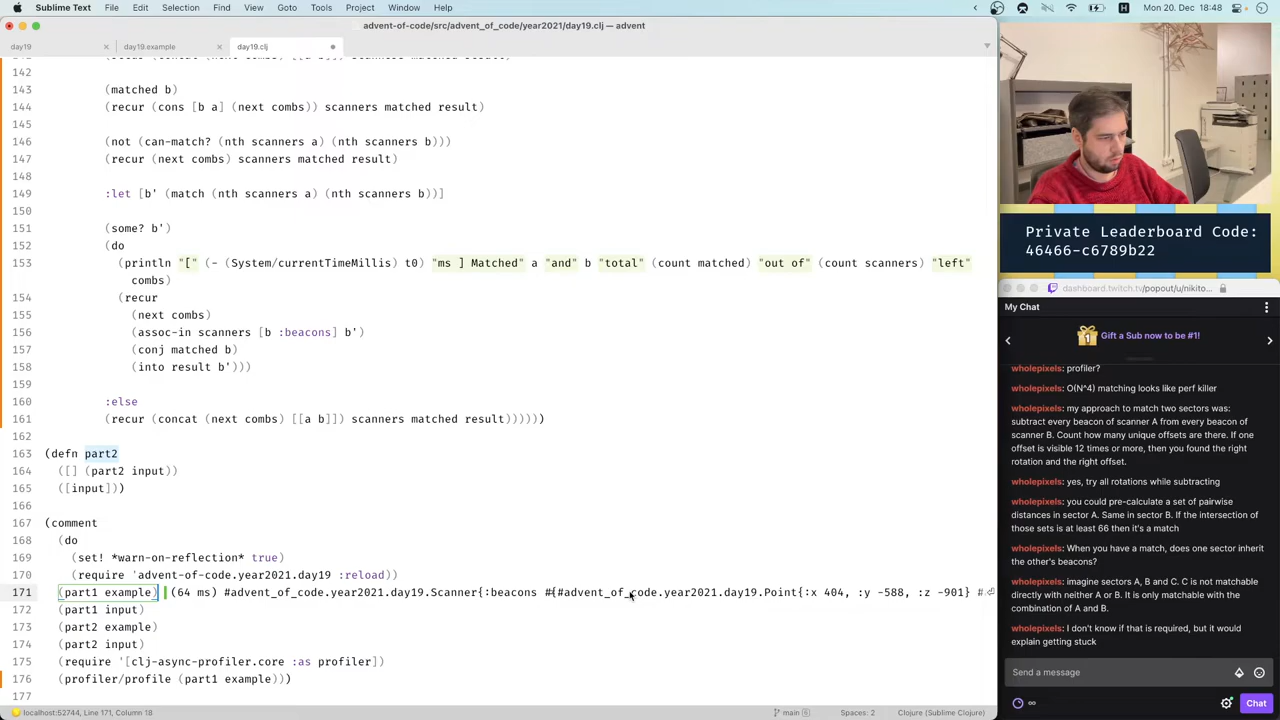 Sublime Text File Edit Selection Find View Goto Tools Project Window Help
Mon 20. Dec 18:48
advent-of-code/src/advent_of_code/year2021/day19.clj — advent
day19 day19.example day19.clj
142
143 (matched b)
144 (recur (cons [b a] (next combs)) scanners matched result)
145
146 (not (can-match? (nth scanners a) (nth scanners b)))
147 (recur (next combs) scanners matched result)
148
149 :let [b' (match (nth scanners a) (nth scanners b))]
150
151 (some? b')
152 (do
153 (println "[" (- (System/currentTimeMillis) t0) "ms ] Matched" a "and" b "total" (count matched) "out of" (count scanners) "left"
combs)
154 (recur
155 (next combs)
156 (assoc-in scanners [b :beacons] b')
157 (conj matched b)
158 (into result b')))
159
160 :else
161 (recur (concat (next combs) [[a b]]) scanners matched result))))))
162
163 (defn part2
164 ([] (part2 input))
165 ([input]))
166
167 (comment
168 (do
169 (set! *warn-on-reflection* true)
170 (require 'advent-of-code.year2021.day19 :reload))
171 (part1 example) (64 ms) #advent_of_code.year2021.day19.Scanner{:beacons #{#advent_of_code.year2021.day19.Point{:x 404, :y -588, :z -901} #
172 (part1 input)
173 (part2 example)
174 (part2 input)
175 (require '[clj-async-profiler.core :as profiler])
176 (profiler/profile (part1 example)))
177
localhost:52744, Line 171, Column 18
main
Spaces: 2
Clojure (Sublime Clojure)
Private Leaderboard Code:
46466-c6789b22
dashboard.twitch.tv/popout/u/nikito...
My Chat
Gift a Sub now to be #1!
wholepixels: profiler?
wholepixels: O(N^4) matching looks like perf killer
wholepixels: my approach to match two sectors was:
subtract every beacon of scanner A from every beacon of
scanner B. Count how many unique offsets are there. If one
offset is visible 12 times or more, then you found the right
rotation and the right offset.
wholepixels: yes, try all rotations while subtracting
wholepixels: you could pre-calculate a set of pairwise
distances in sector A. Same in sector B. If the intersection of
those sets is at least 66 then it's a match
wholepixels: When you have a match, does one sector inherit
the other's beacons?
wholepixels: imagine sectors A, B and C. C is not matchable
directly with neither A or B. It is only matchable with the
combination of A and B.
wholepixels: I don't know if that is required, but it would
explain getting stuck
Send a message
Chat